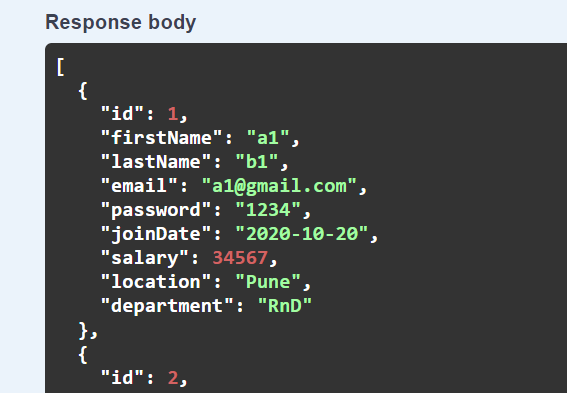 Response body
[
  {
    "id": 1,
    "firstName": "a1",
    "lastName": "b1",
    "email": "a1@gmail.com",
    "password": "1234",
    "joinDate": "2020-10-20",
    "salary": 34567,
    "location": "Pune",
    "department": "RnD"
  },
  {
    "id": 2,